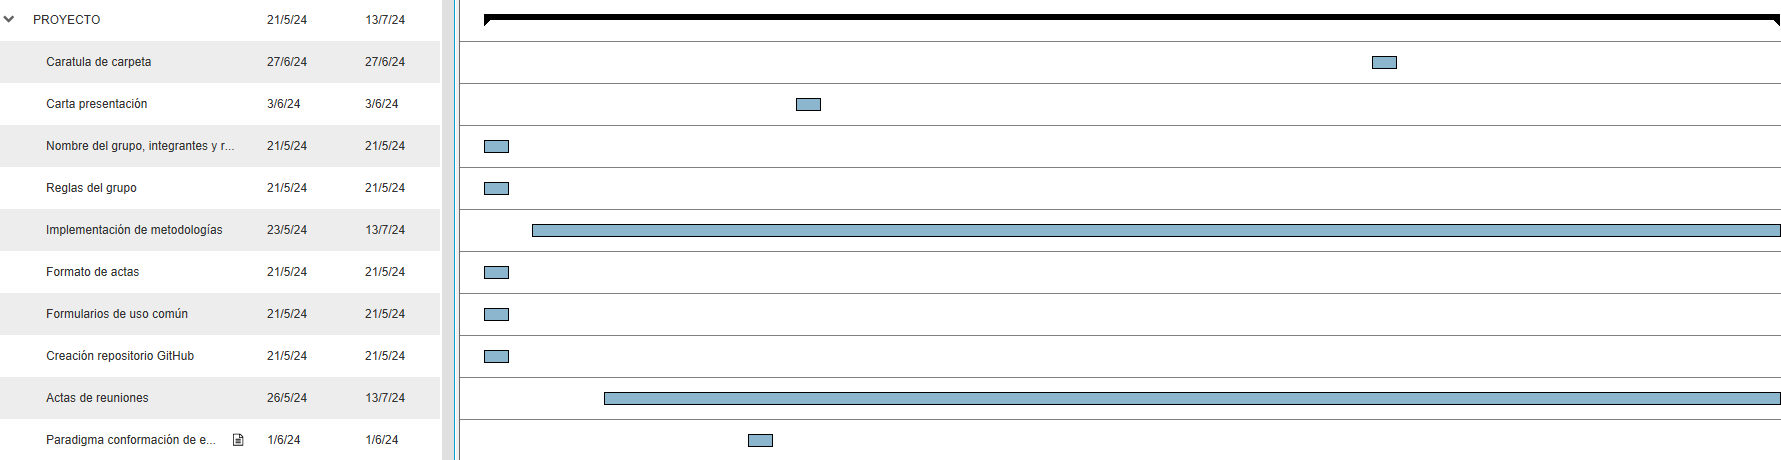 PROYECTO 21/5/24 13/7/24
Caratula de carpeta 27/6/24 27/6/24
Carta presentación 3/6/24 3/6/24
Nombre del grupo, integrantes y r... 21/5/24 21/5/24
Reglas del grupo 21/5/24 21/5/24
Implementación de metodologías 23/5/24 13/7/24
Formato de actas 21/5/24 21/5/24
Formularios de uso común 21/5/24 21/5/24
Creación repositorio GitHub 21/5/24 21/5/24
Actas de reuniones 26/5/24 13/7/24
Paradigma conformación de e... 1/6/24 1/6/24